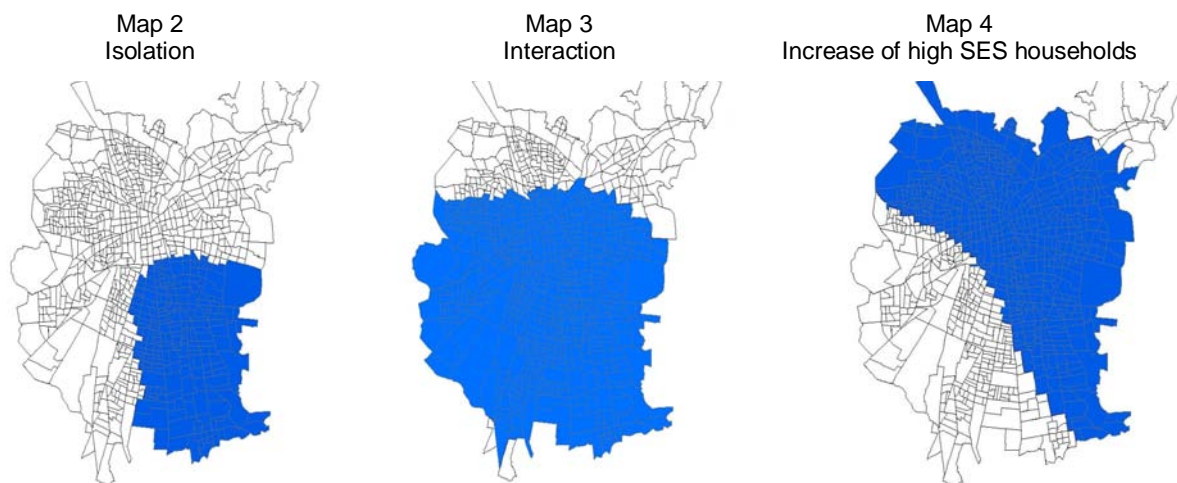 Map 2
Isolation
Map 3
Interaction
Map 4
Increase of high SES households